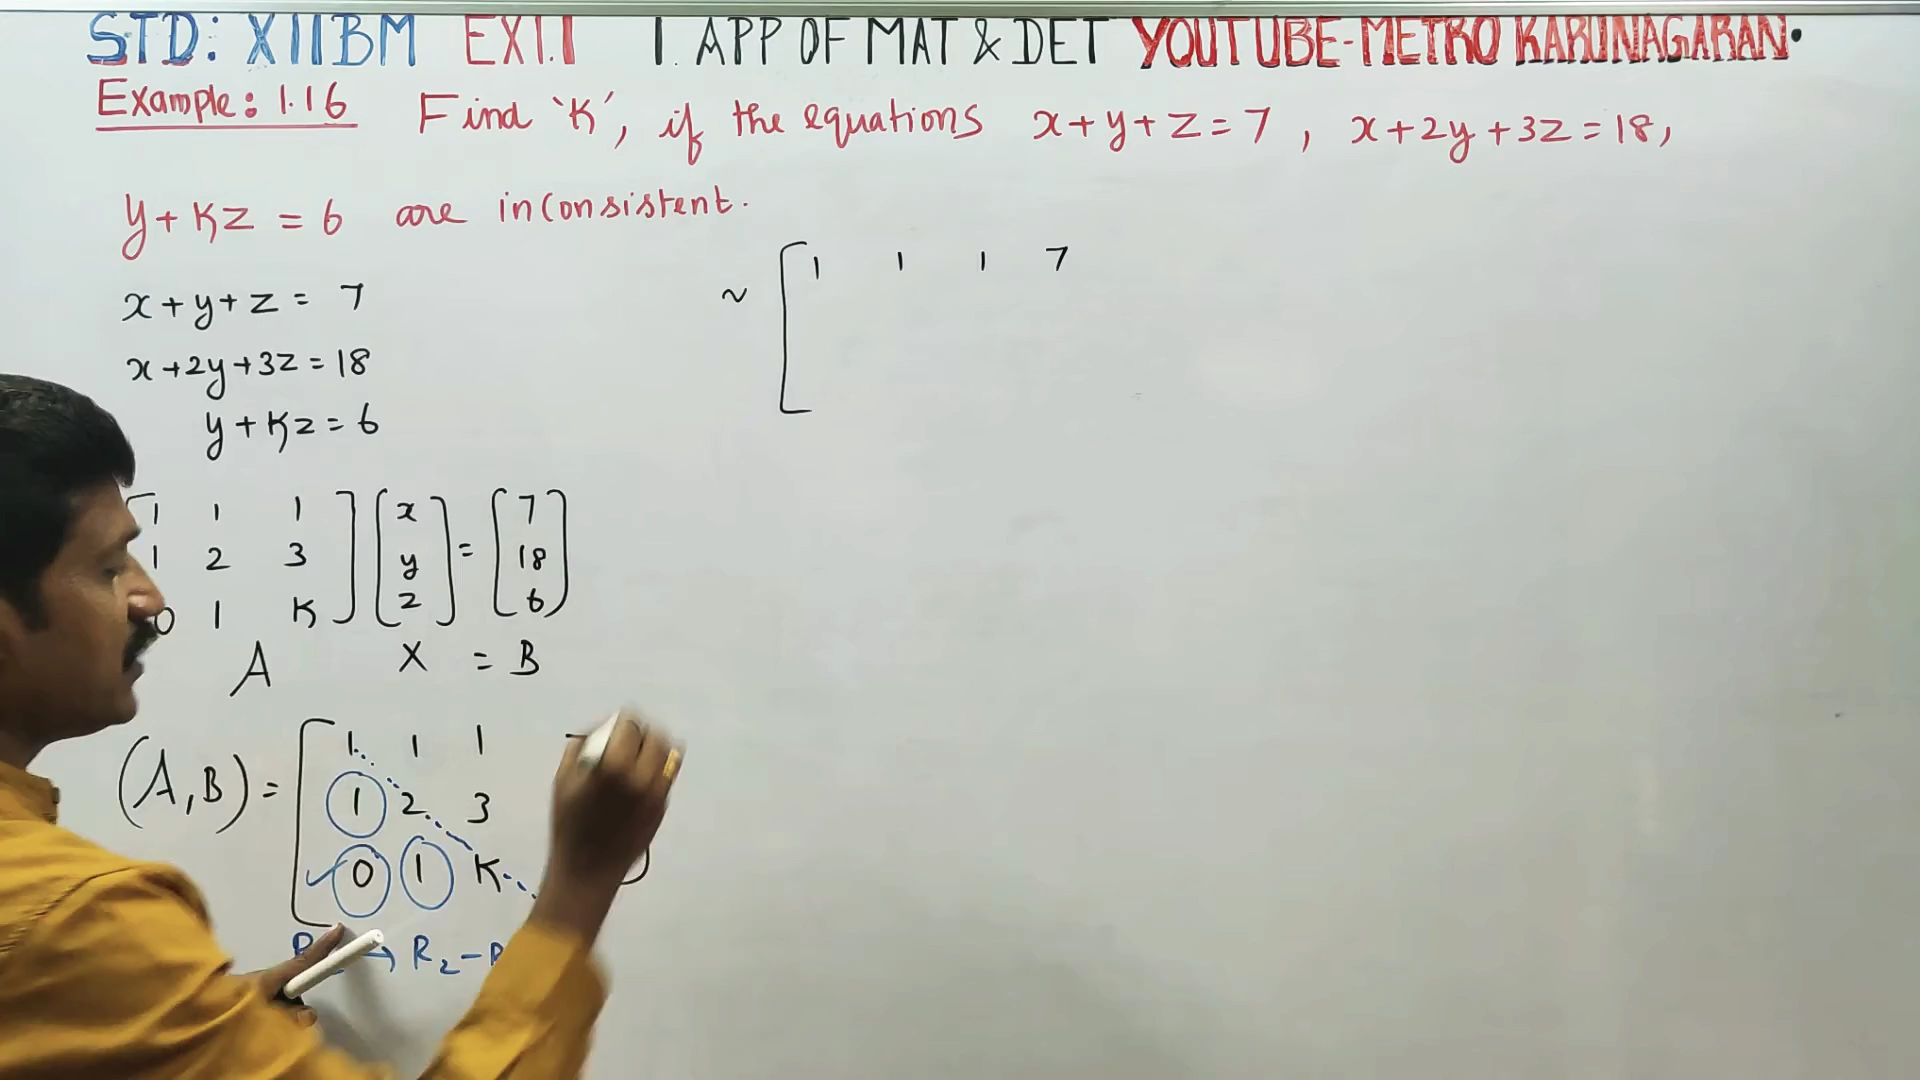 STD: XIIBM EX1.1 1. APP OF MAT & DET YOUTUBE-METRO KARUNAGARAN.
Example: 1.16 Find 'K', if the equations x+y+z=7, x+2y+3z=18,
y+Kz=6 are inconsistent.
x+y+z= 7
x+2y+3z=18
y+Kz=6
[1 1 1] [x] = [7]
1 2 3 y 18
0 1 K z 6
A X = B
(A,B)= [1 1 1
1 2 3
0 1 K
R2 → R2-R
~ [1 1 1 7